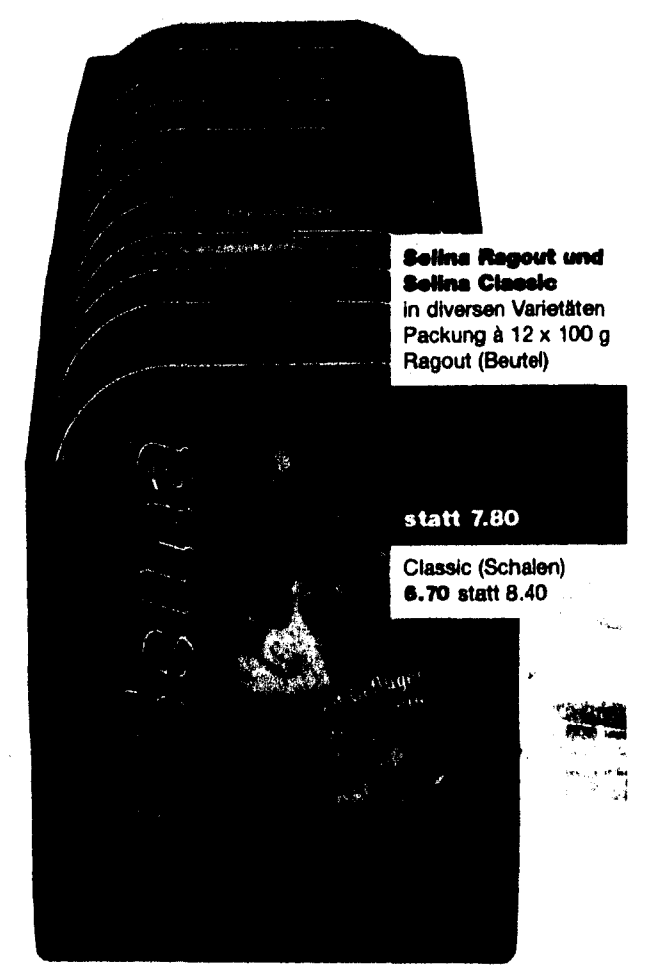 Selina Ragout und
Selina Classic
in diversen Varietäten
Packung à 12 x 100 g
Ragout (Beutel)
statt 7.80
Classic (Schalen)
6.70 statt 8.40